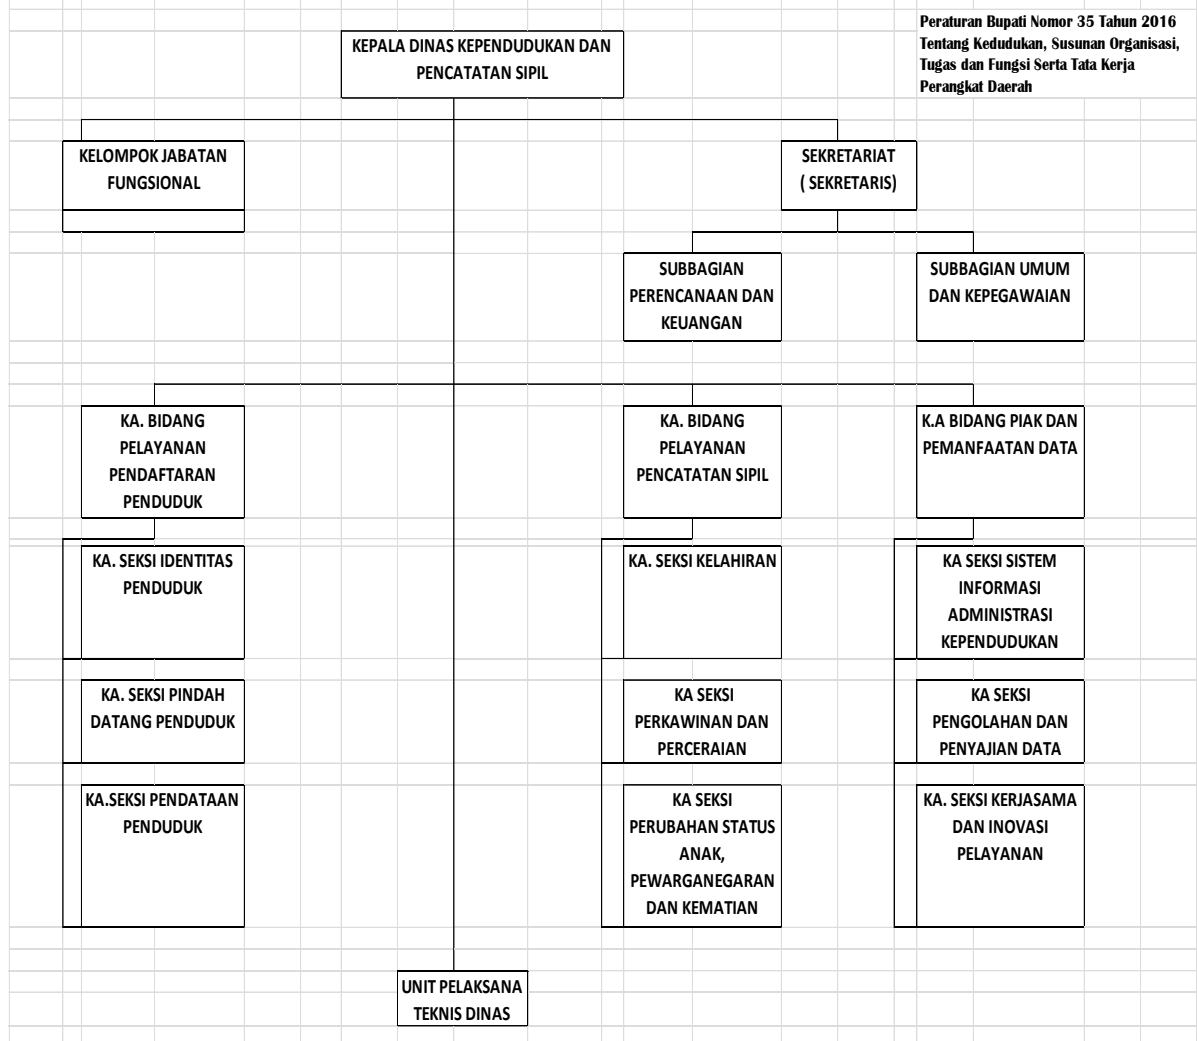 Peraturan Bupati Nomor 35 Tahun 2016
Tentang Kedudukan, Susunan Organisasi,
Tugas dan Fungsi Serta Tata Kerja
Perangkat Daerah
KEPALA DINAS KEPENDUDUKAN DAN
PENCATATAN SIPIL
KELOMPOK JABATAN
FUNGSIONAL
SEKRETARIAT
( SEKRETARIS)
SUBBAGIAN
PERENCANAAN DAN
KEUANGAN
SUBBAGIAN UMUM
DAN KEPEGAWAIAN
KA. BIDANG
PELAYANAN
PENDAFTARAN
PENDUDUK
KA. BIDANG
PELAYANAN
PENCATATAN SIPIL
K.A BIDANG PIAK DAN
PEMANFAATAN DATA
KA. SEKSI IDENTITAS
PENDUDUK
KA. SEKSI KELAHIRAN
KA SEKSI SISTEM
INFORMASI
ADMINISTRASI
KEPENDUDUKAN
KA. SEKSI PINDAH
DATANG PENDUDUK
KA SEKSI
PERKAWINAN DAN
PERCERAIAN
KA SEKSI
PENGOLAHAN DAN
PENYAJIAN DATA
KA.SEKSI PENDATAAN
PENDUDUK
KA SEKSI
PERUBAHAN STATUS
ANAK,
PEWARGANEGARAN
DAN KEMATIAN
KA. SEKSI KERJASAMA
DAN INOVASI
PELAYANAN
UNIT PELAKSANA
TEKNIS DINAS